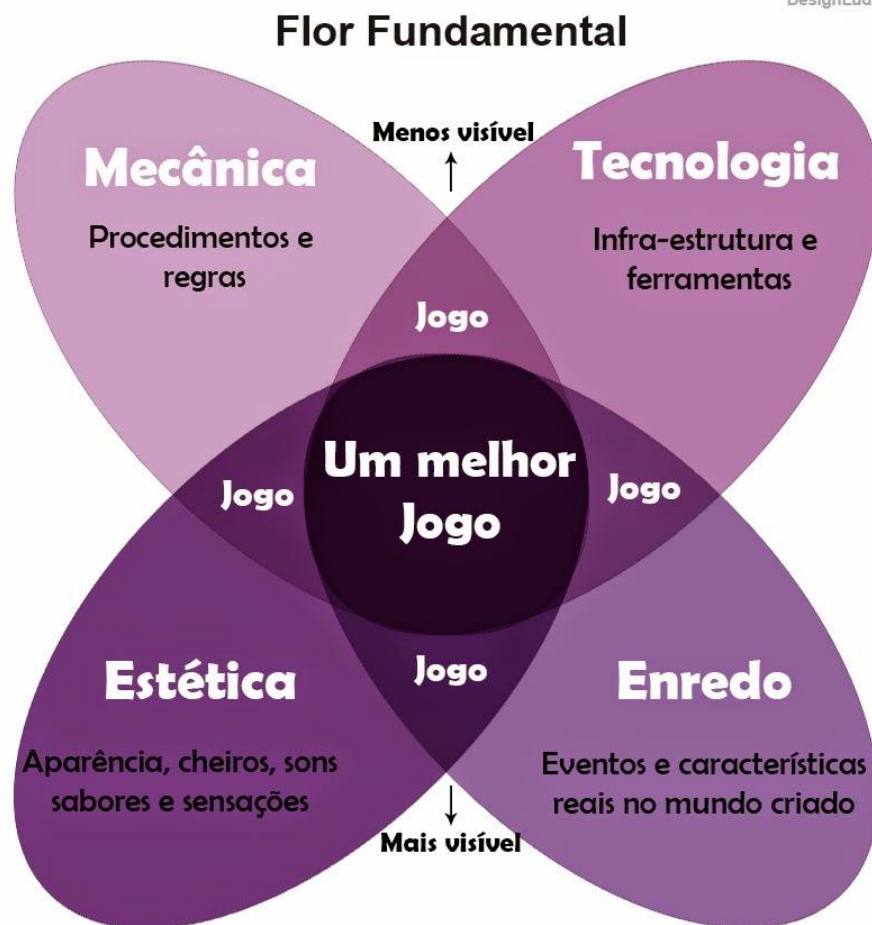 Flor Fundamental
Menos visível
Mecânica
Procedimentos e
regras
Tecnologia
Infra-estrutura e
ferramentas
Jogo
Jogo
Um melhor
Jogo
Jogo
Jogo
Estética
Aparência, cheiros, sons
sabores e sensações
Enredo
Eventos e características
reais no mundo criado
Mais visível